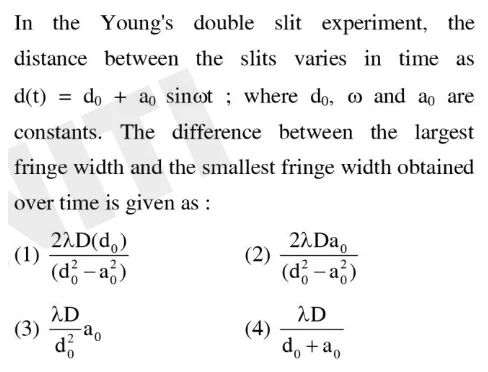 In the Young's double slit experiment, the
distance between the slits varies in time as
d(t) = d₀ + a₀ sinωt ; where d₀, ω and a₀ are
constants. The difference between the largest
fringe width and the smallest fringe width obtained
over time is given as :
(1) 2λD(d₀) / (d₀² – a₀²) (2) 2λDa₀ / (d₀² – a₀²)
(3) λD / d₀² a₀ (4) λD / d₀ + a₀